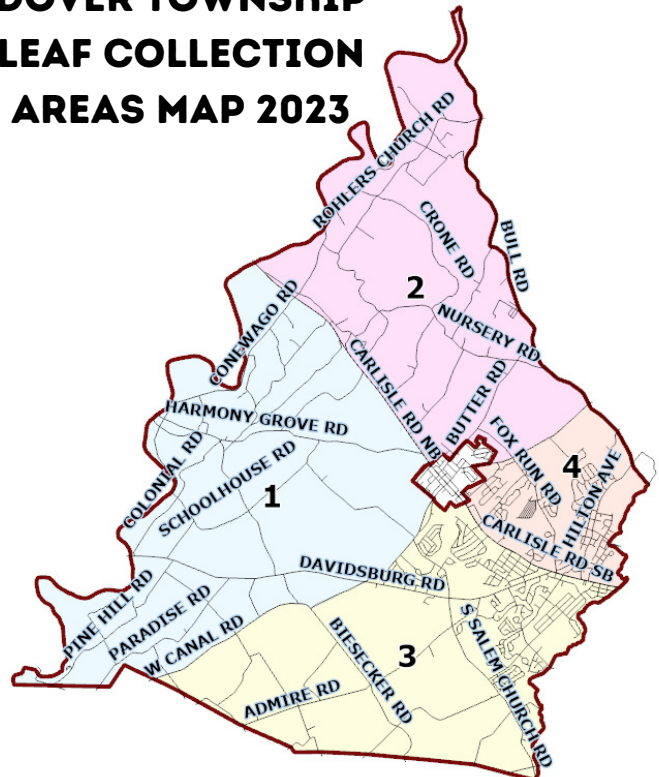 DOVER TOWNSHIP
LEAF COLLECTION
AREAS MAP 2023
ROHLERS CHURCH RD
CRONE RD
BULL RD
2
NURSERY RD
CONEWAGO RD
CARLISLE RD NB
BUTTER RD
HARMONY GROVE RD
FOX RUN RD
4
HILTON AVE
COLONIAL RD
SCHOOLHOUSE RD
1
CARLISLE RD SB
DAVIDSBURG RD
PINE HILL RD
PARADISE RD
W CANAL RD
BIESECKER RD
S SALEM CHURCH RD
3
ADMIRE RD